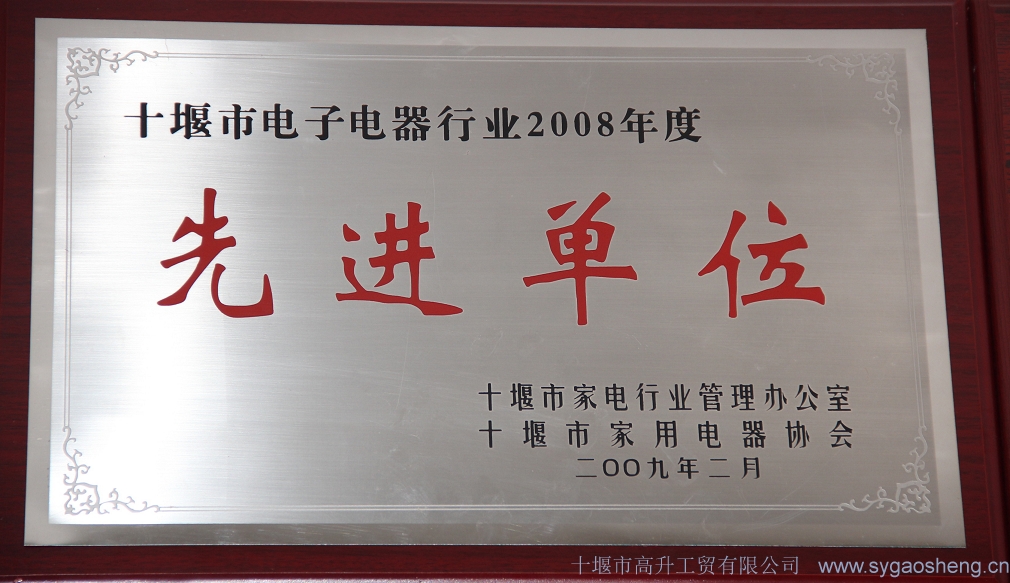 十堰市电子电器行业2008年度
先进单位
十堰市家电行业管理办公室
十堰市家用电器协会
二〇〇九年二月
十堰市高升工贸有限公司 www.sygaosheng.cn